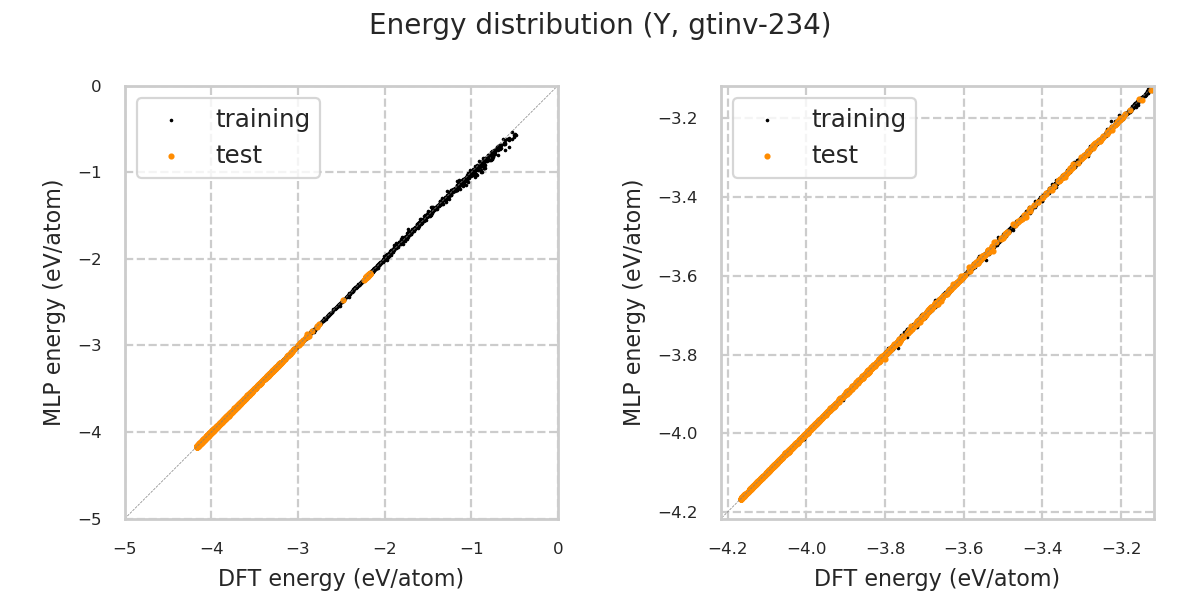 Energy distribution (Y, gtinv-234)
training
test
MLP energy (eV/atom)
0
−1
−2
−3
−4
−5
−5
−4
−3
−2
−1
0
DFT energy (eV/atom)
training
test
MLP energy (eV/atom)
−3.2
−3.4
−3.6
−3.8
−4.0
−4.2
−4.2
−4.0
−3.8
−3.6
−3.4
−3.2
DFT energy (eV/atom)